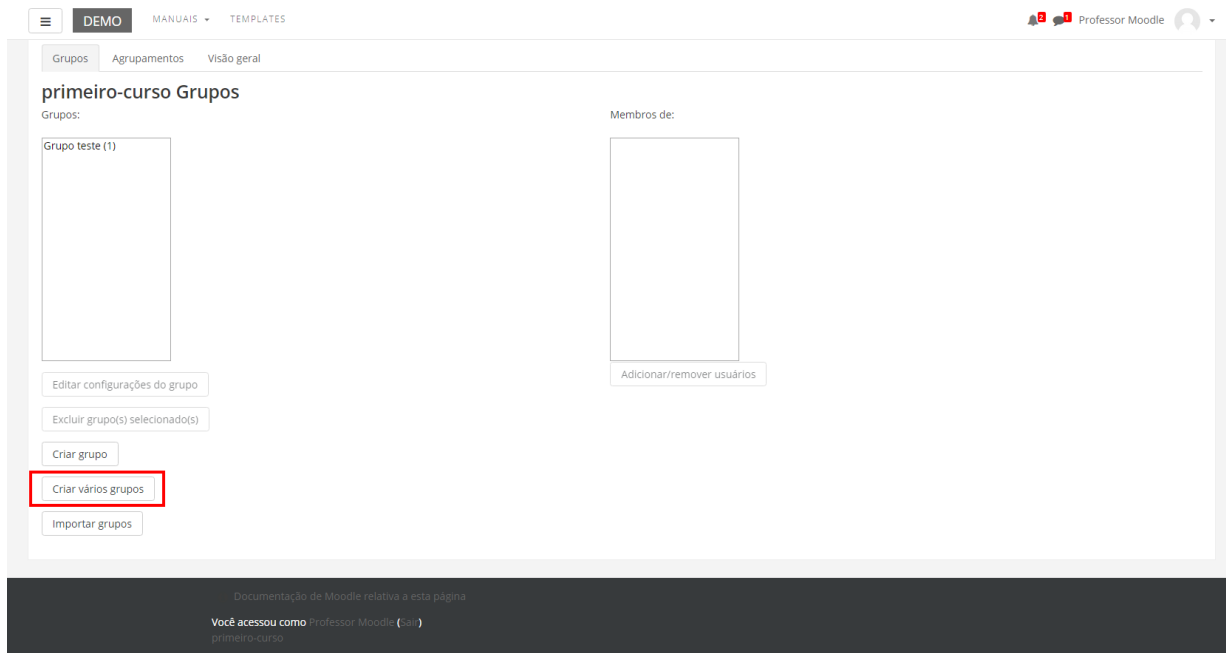 DEMO MANUAIS TEMPLATES 2 1 Professor Moodle
Grupos Agrupamentos Visão geral
primeiro-curso Grupos
Grupos: Membros de:
Grupo teste (1)
Editar configurações do grupo Adicionar/remover usuários
Excluir grupo(s) selecionado(s)
Criar grupo
Criar vários grupos
Importar grupos
Documentação de Moodle relativa a esta página
Você acessou como Professor Moodle (Sair)
primeiro-curso